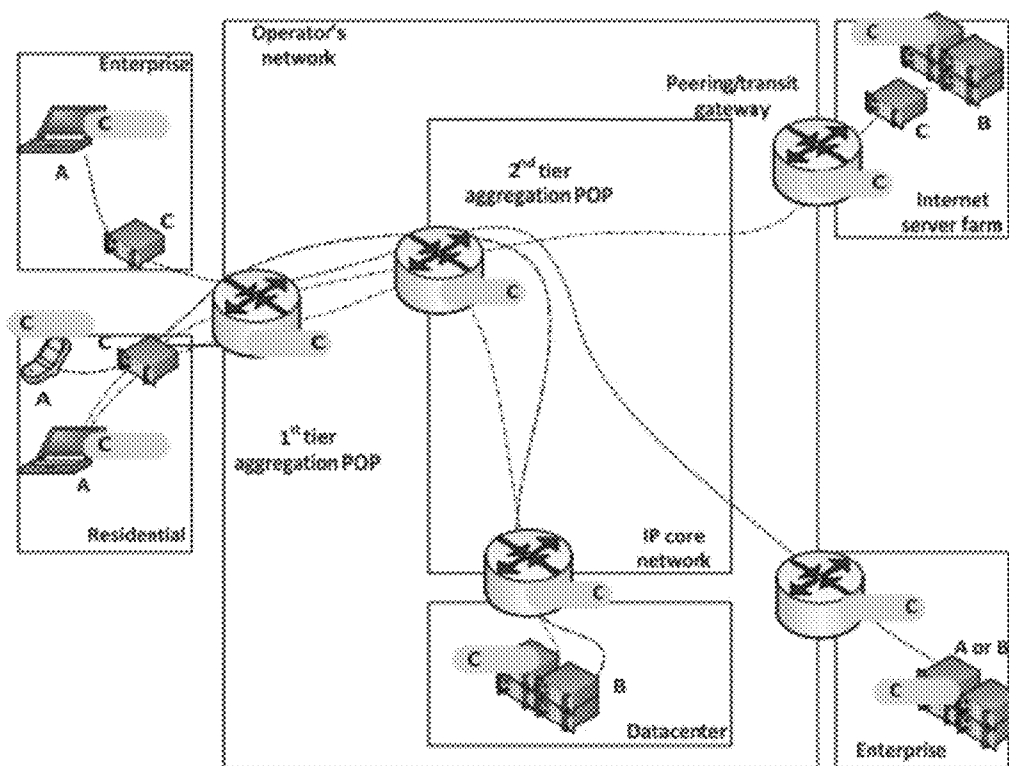 Operator's
network
Enterprise
C
A
C
Peering/transit
gateway
C
C
B
C
Internet
server farm
2nd tier
aggregation POP
C
C
C
C
A
C
A
Residential
1st tier
aggregation POP
IP core
network
C
C
B
Datacenter
C
A or B
C
Enterprise